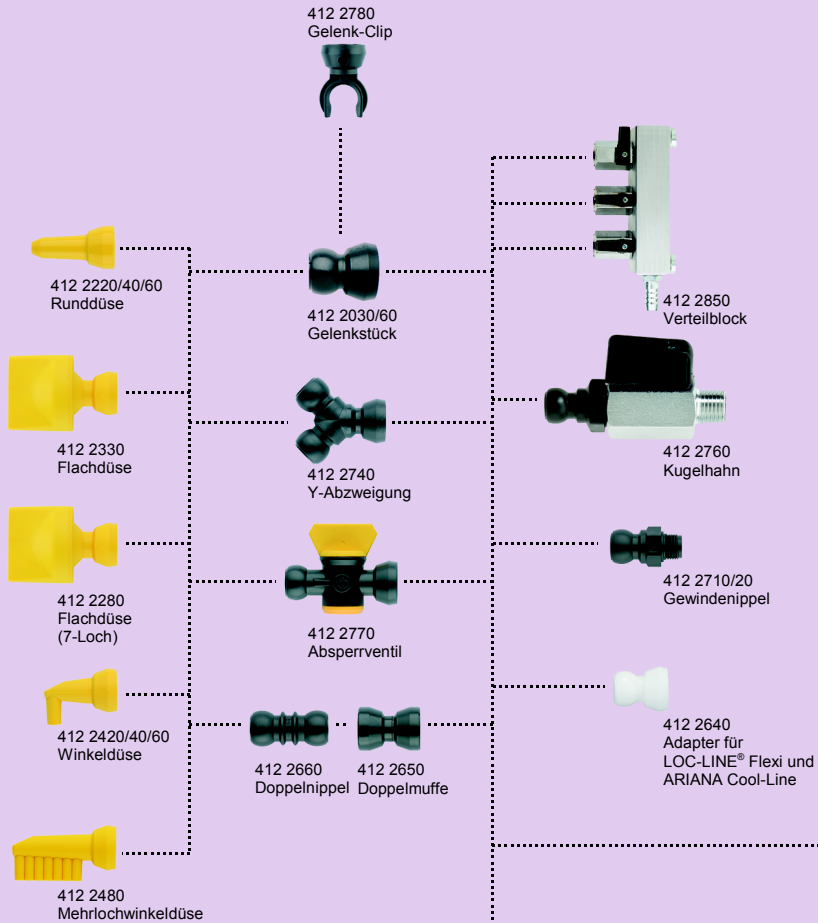 412 2780
Gelenk-Clip
412 2220/40/60
Runddüse
412 2030/60
Gelenkstück
412 2850
Verteilblock
412 2330
Flachdüse
412 2740
Y-Abzweigung
412 2760
Kugelhahn
412 2280
Flachdüse
(7-Loch)
412 2770
Absperrventil
412 2710/20
Gewindenippel
412 2420/40/60
Winkeldüse
412 2660
Doppelnippel
412 2650
Doppelmuffe
412 2640
Adapter für
LOC-LINE® Flexi und
ARIANA Cool-Line
412 2480
Mehrlochwinkeldüse